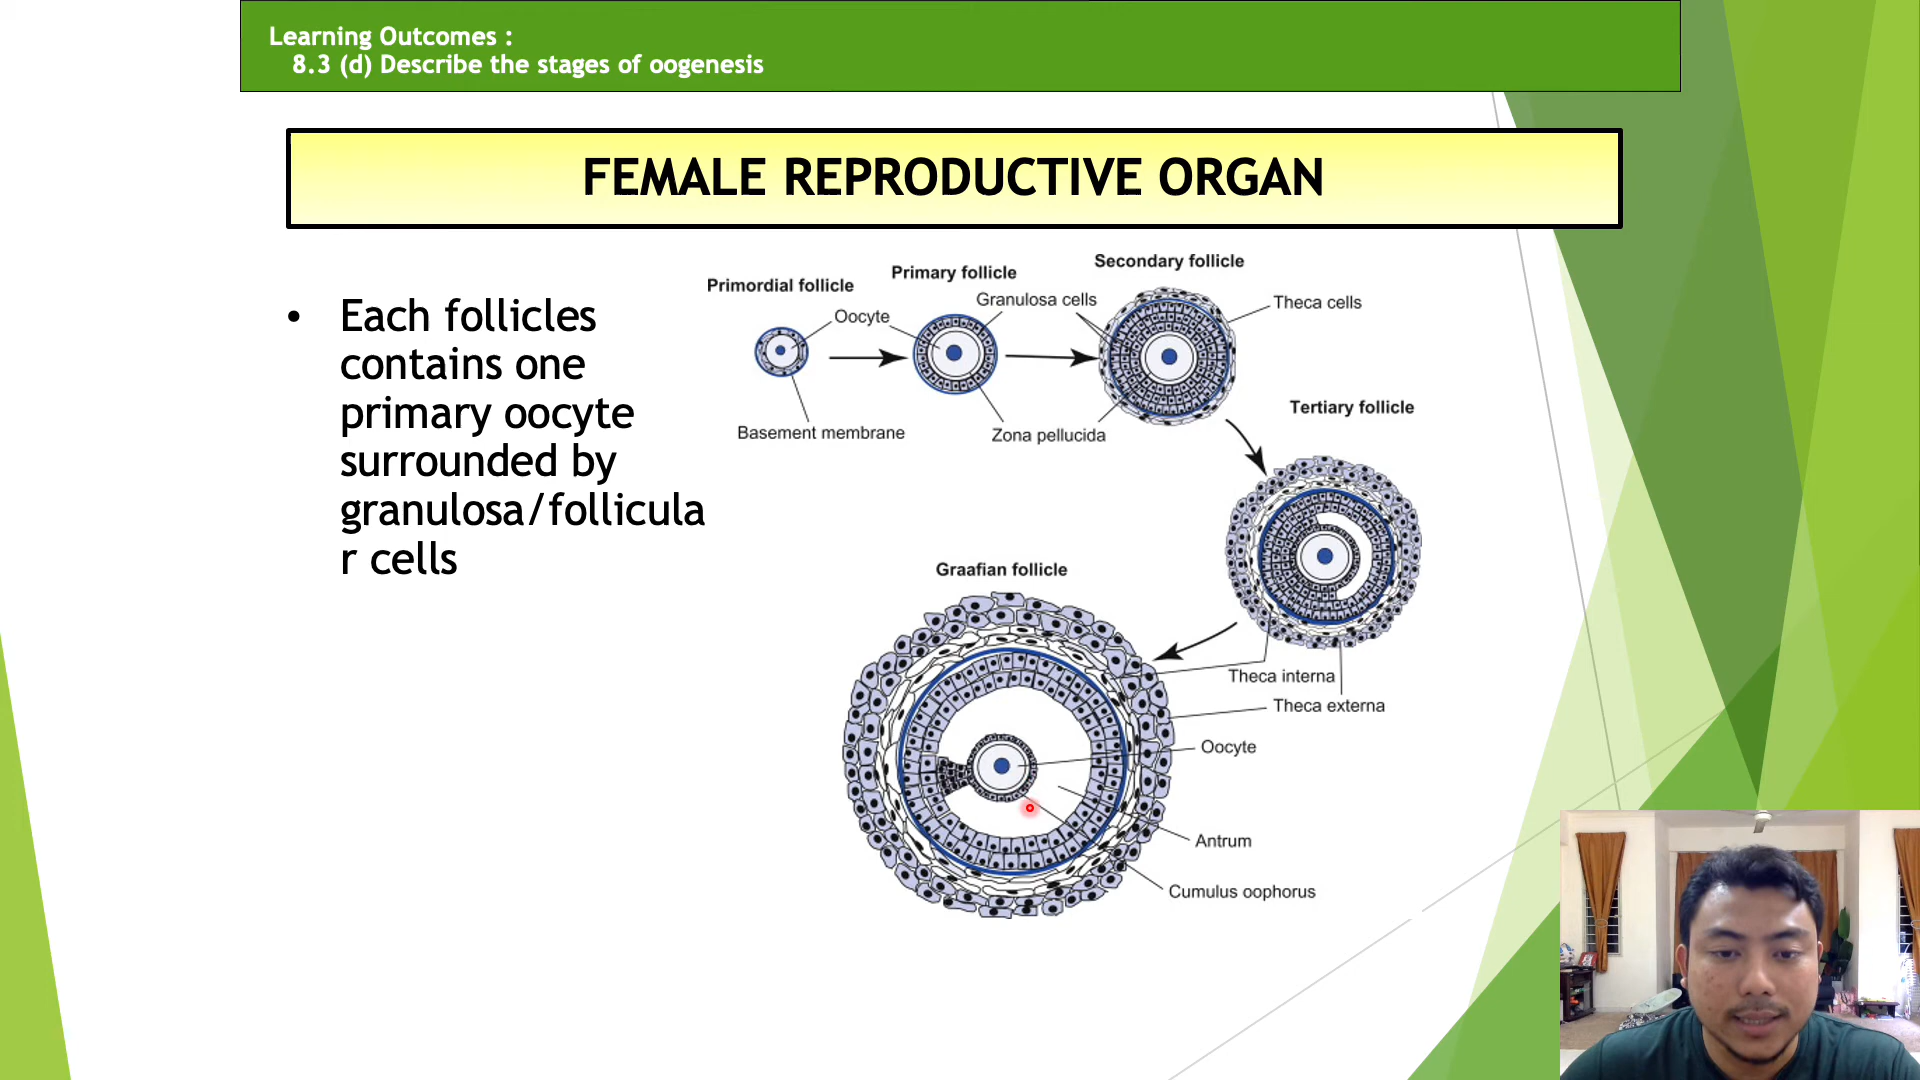 Learning Outcomes :
8.3 (d) Describe the stages of oogenesis
FEMALE REPRODUCTIVE ORGAN
• Each follicles
contains one
primary oocyte
surrounded by
granulosa/follicula
r cells
Primordial follicle
Primary follicle
Secondary follicle
Oocyte
Granulosa cells
Theca cells
Basement membrane
Zona pellucida
Tertiary follicle
Graafian follicle
Theca interna
Theca externa
Oocyte
Antrum
Cumulus oophorus